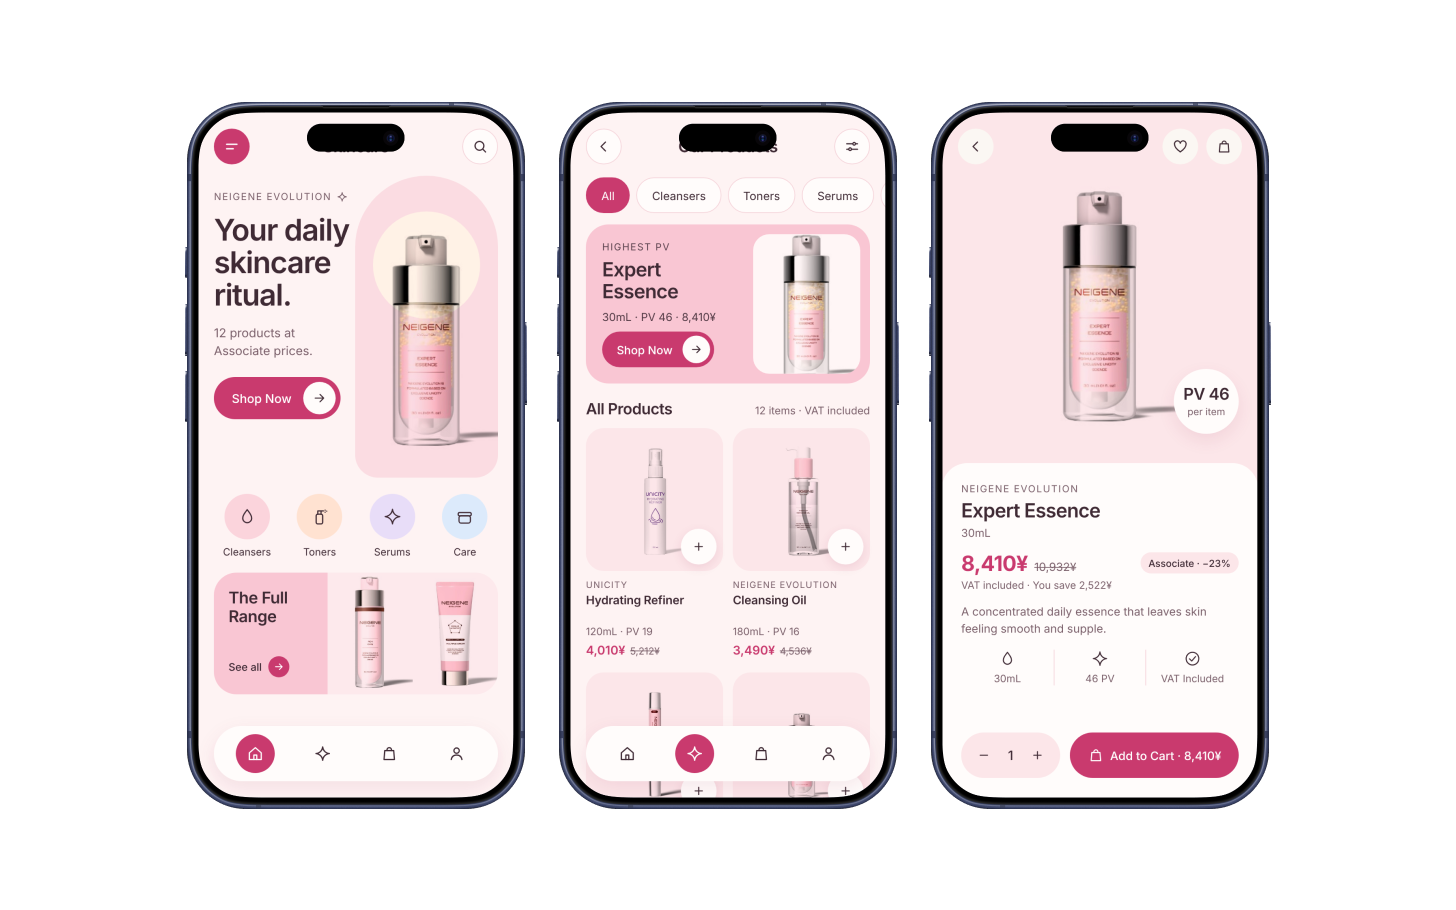 NEIGENE EVOLUTION
Your daily
skincare
ritual.
12 products at
Associate prices.
Shop Now
NEIGENE
EXPERT
ESSENCE
Cleansers
Toners
Serums
Care
The Full
Range
See all
NEIGENE
NEIGENE
Our Products
All
Cleansers
Toners
Serums
HIGHEST PV
Expert
Essence
30mL · PV 46 · 8,410¥
Shop Now
NEIGENE
EXPERT
ESSENCE
All Products
12 items · VAT included
UNICITY
UNICITY
Hydrating Refiner
120mL · PV 19
4,010¥ 5,212¥
NEIGENE EVOLUTION
Cleansing Oil
180mL · PV 16
3,490¥ 4,536¥
NEIGENE
EXPERT
ESSENCE
PV 46
per item
NEIGENE EVOLUTION
Expert Essence
30mL
8,410¥ 10,932¥
Associate · −23%
VAT included · You save 2,522¥
A concentrated daily essence that leaves skin
feeling smooth and supple.
30mL
46 PV
VAT Included
1
Add to Cart · 8,410¥